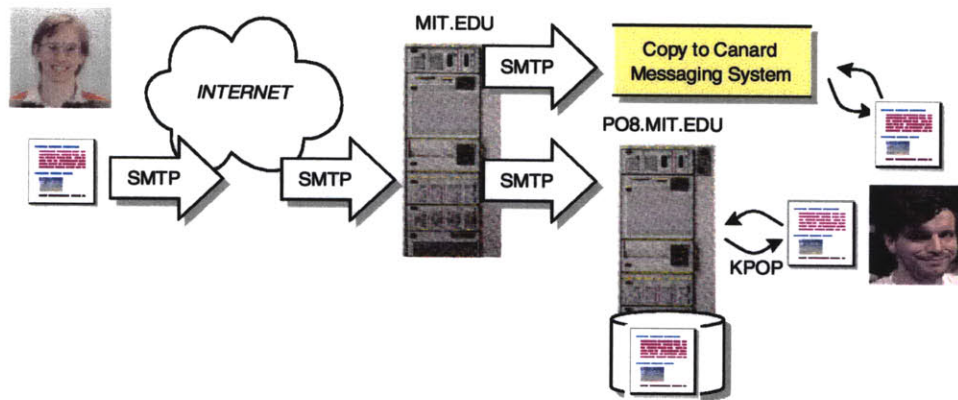 MIT.EDU
INTERNET
SMTP
Copy to Canard
Messaging System
PO8.MIT.EDU
SMTP
SMTP
SMTP
KPOP